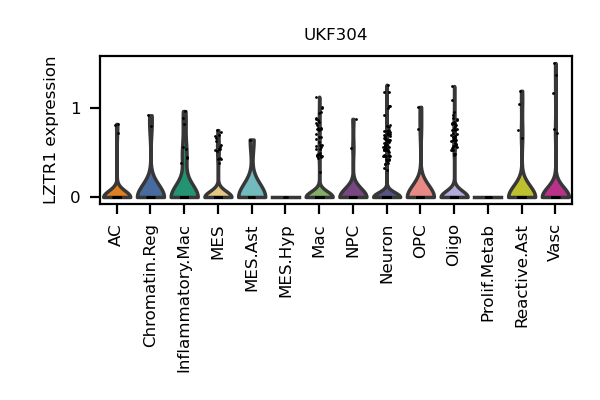 UKF304
LZTR1 expression
1
0
AC
Chromatin.Reg
Inflammatory.Mac
MES
MES.Ast
MES.Hyp
Mac
NPC
Neuron
OPC
Oligo
Prolif.Metab
Reactive.Ast
Vasc